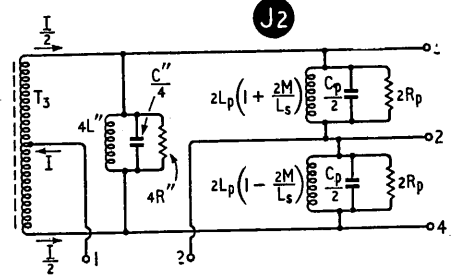 J2
I/2
T3
I
I/2
4L"
C"/4
4R"
2Lp(1 + 2M/Ls)
Cp/2
2Rp
2Lp(1 - 2M/Ls)
Cp/2
2Rp
1
2
4
1
2